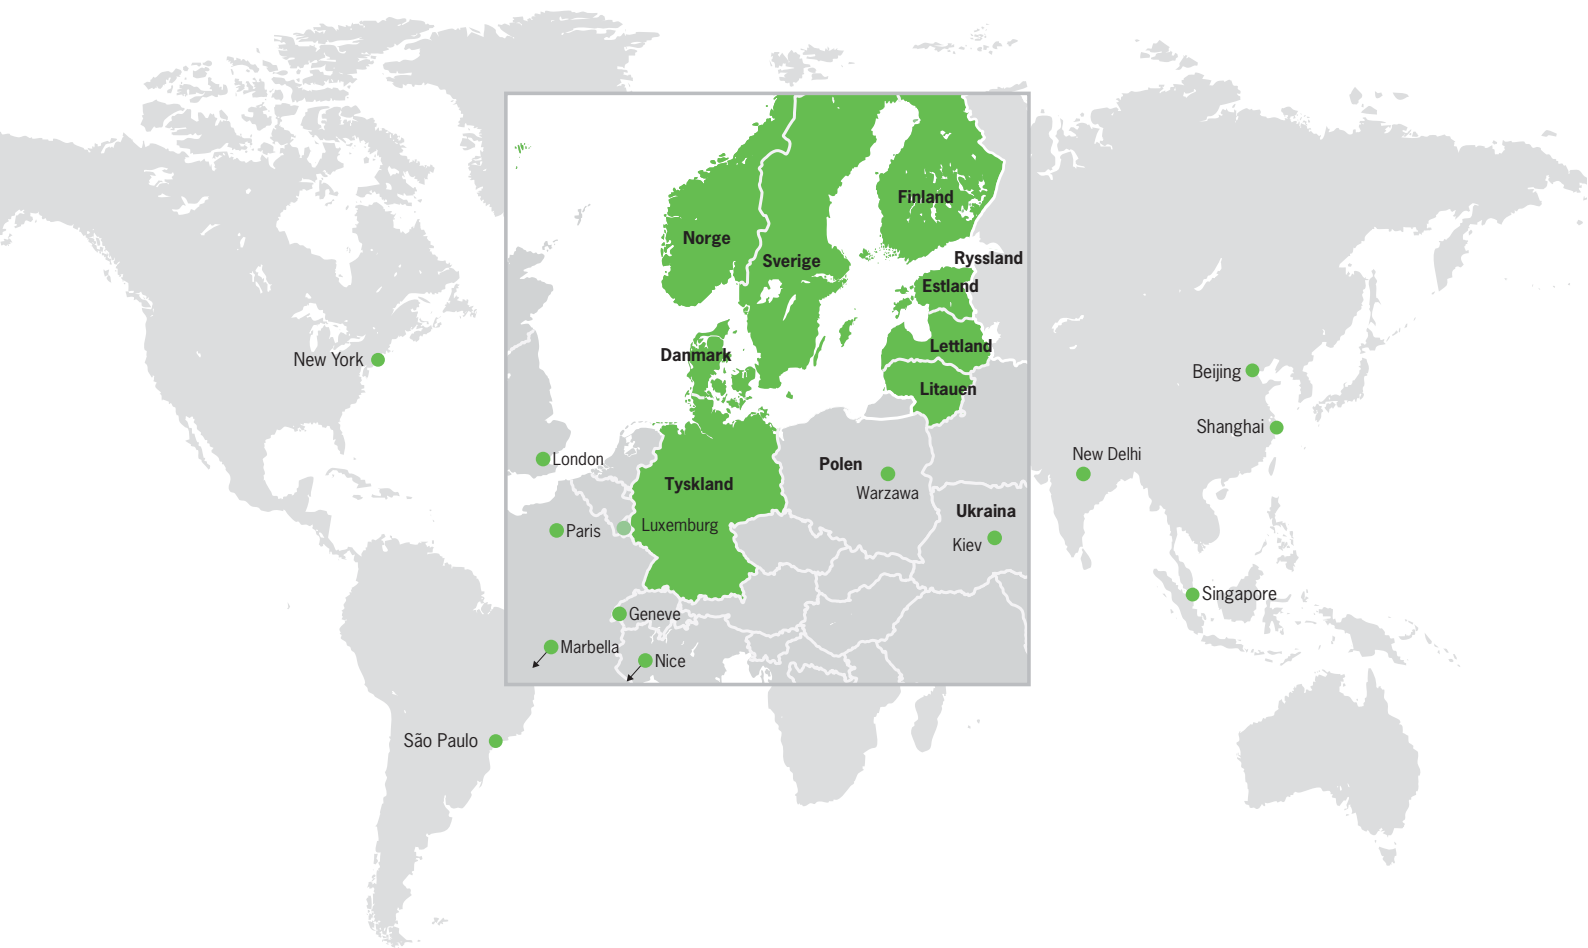 Finland
Norge
Sverige
Ryssland
Estland
Lettland
Danmark
Litauen
New York
Beijing
Shanghai
New Delhi
London
Polen
Tyskland
Warzawa
Ukraina
Luxemburg
Paris
Kiev
Singapore
Geneve
Marbella
Nice
São Paulo